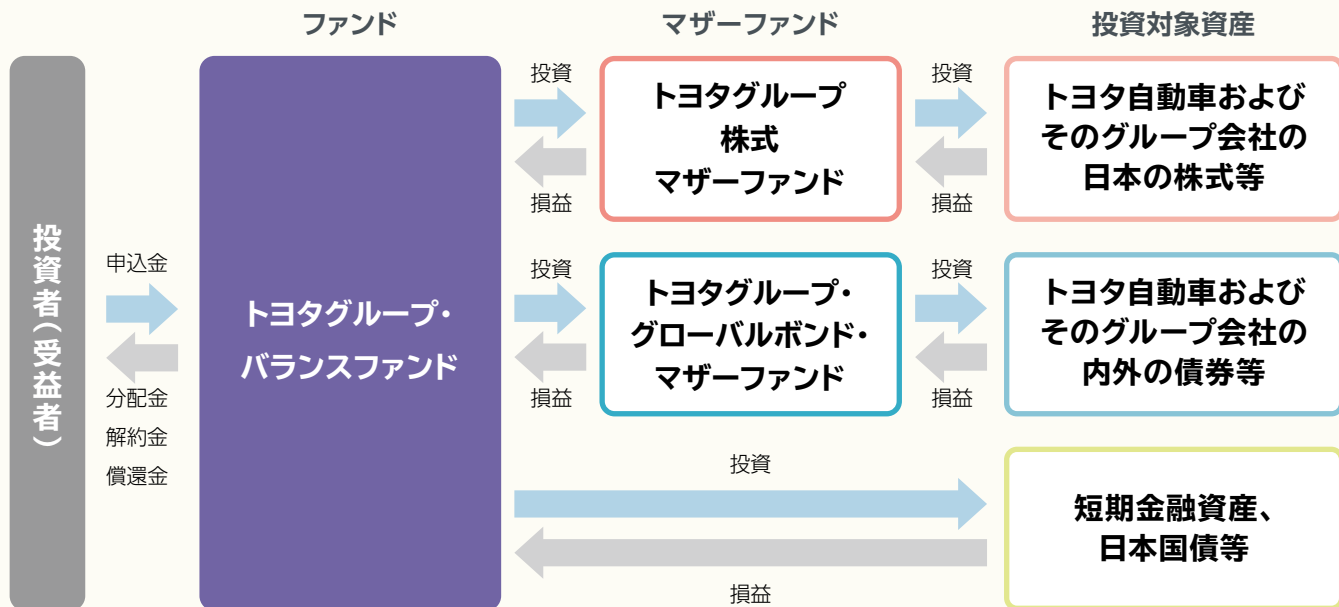 ファンド
マザーファンド
投資対象資産
投資者(受益者)
申込金
分配金
解約金
償還金
トヨタグループ・
バランスファンド
投資
損益
トヨタグループ
株式
マザーファンド
投資
損益
トヨタ自動車および
そのグループ会社の
日本の株式等
投資
損益
トヨタグループ・
グローバルボンド・
マザーファンド
投資
損益
トヨタ自動車および
そのグループ会社の
内外の債券等
投資
損益
短期金融資産、
日本国債等